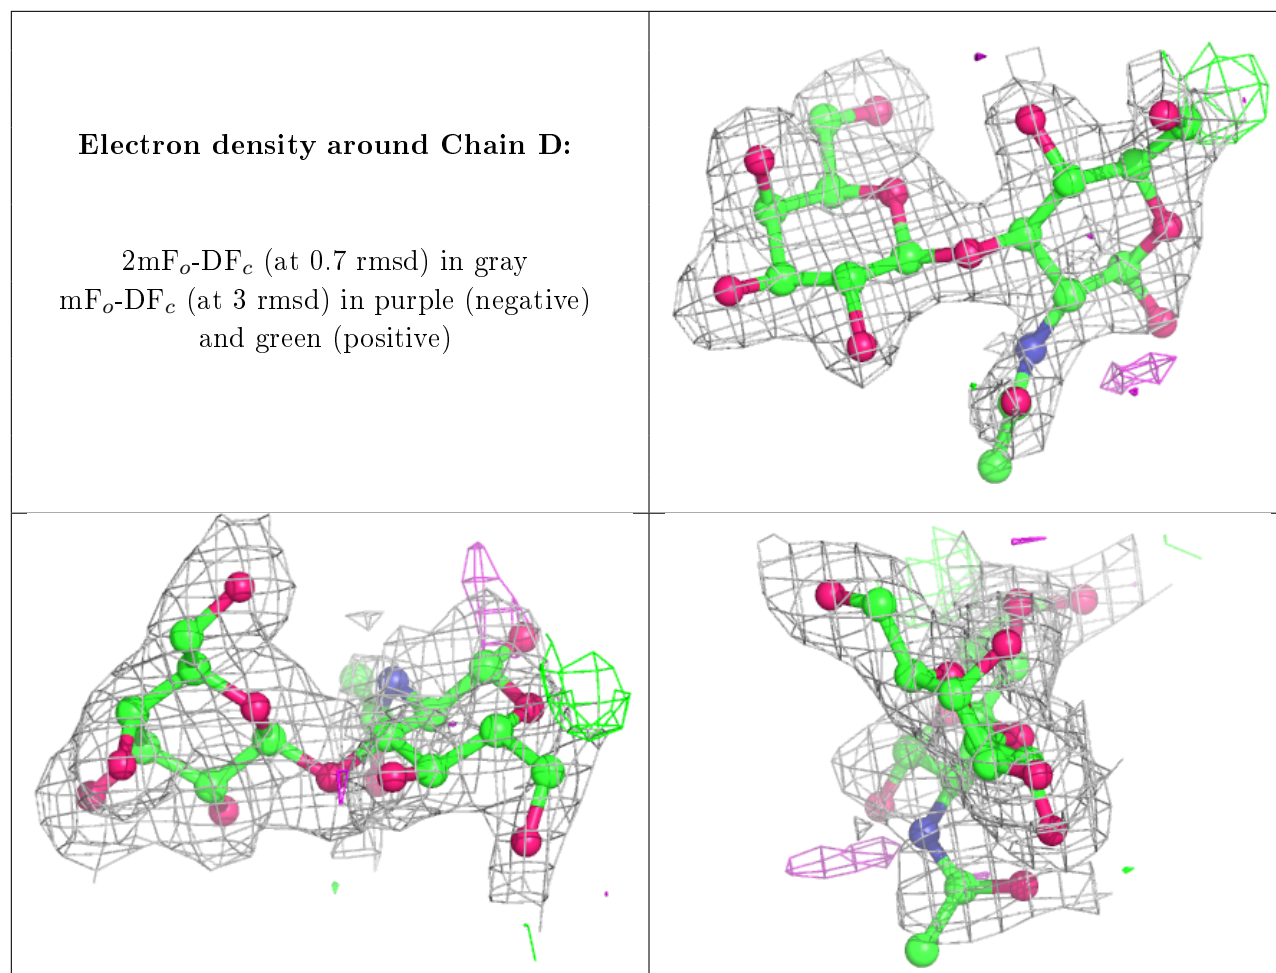 Electron density around Chain D:
2mFₒ-DF𝒸 (at 0.7 rmsd) in gray
mFₒ-DF𝒸 (at 3 rmsd) in purple (negative)
and green (positive)